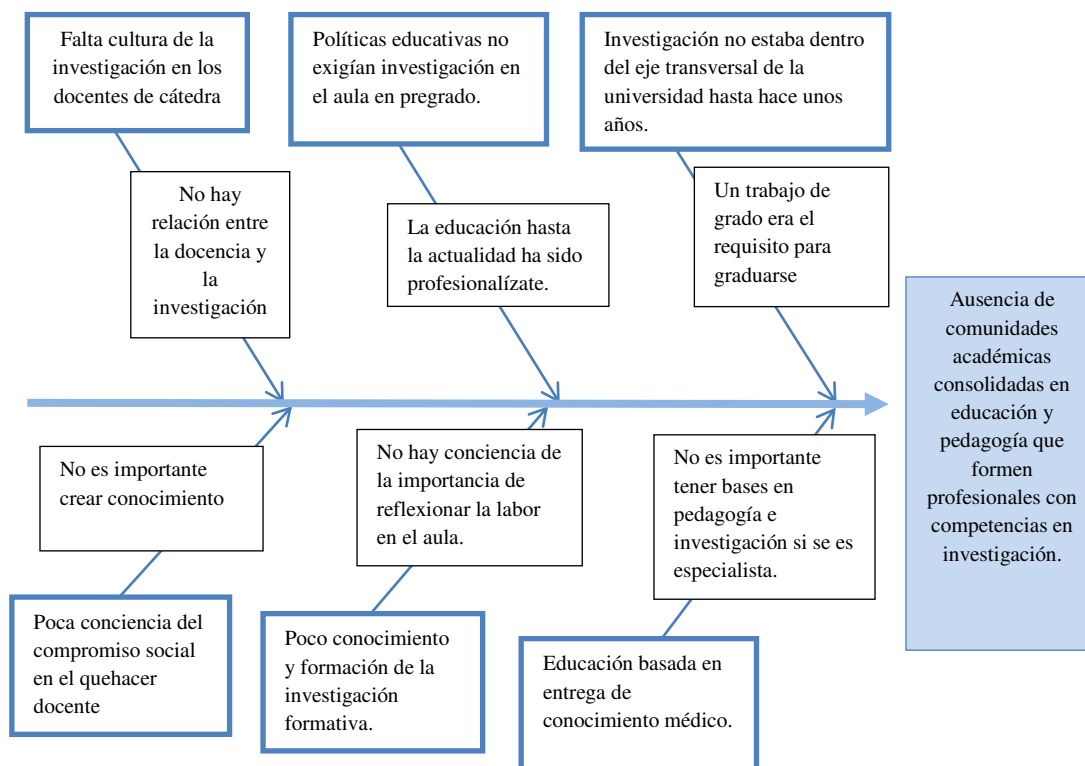 Falta cultura de la
investigación en los
docentes de cátedra
Políticas educativas no
exigían investigación en
el aula en pregrado.
Investigación no estaba dentro
del eje transversal de la
universidad hasta hace unos
años.
No hay
relación entre
la docencia y
la
investigación
La educación hasta
la actualidad ha sido
profesionalízate.
Un trabajo de
grado era el
requisito para
graduarse
Ausencia de
comunidades
académicas
consolidadas en
educación y
pedagogía que
formen
profesionales con
competencias en
investigación.
No es importante
crear conocimiento
No hay conciencia de
la importancia de
reflexionar la labor
en el aula.
No es importante
tener bases en
pedagogía e
investigación si se es
especialista.
Poca conciencia del
compromiso social
en el quehacer
docente
Poco conocimiento
y formación de la
investigación
formativa.
Educación basada en
entrega de
conocimiento médico.